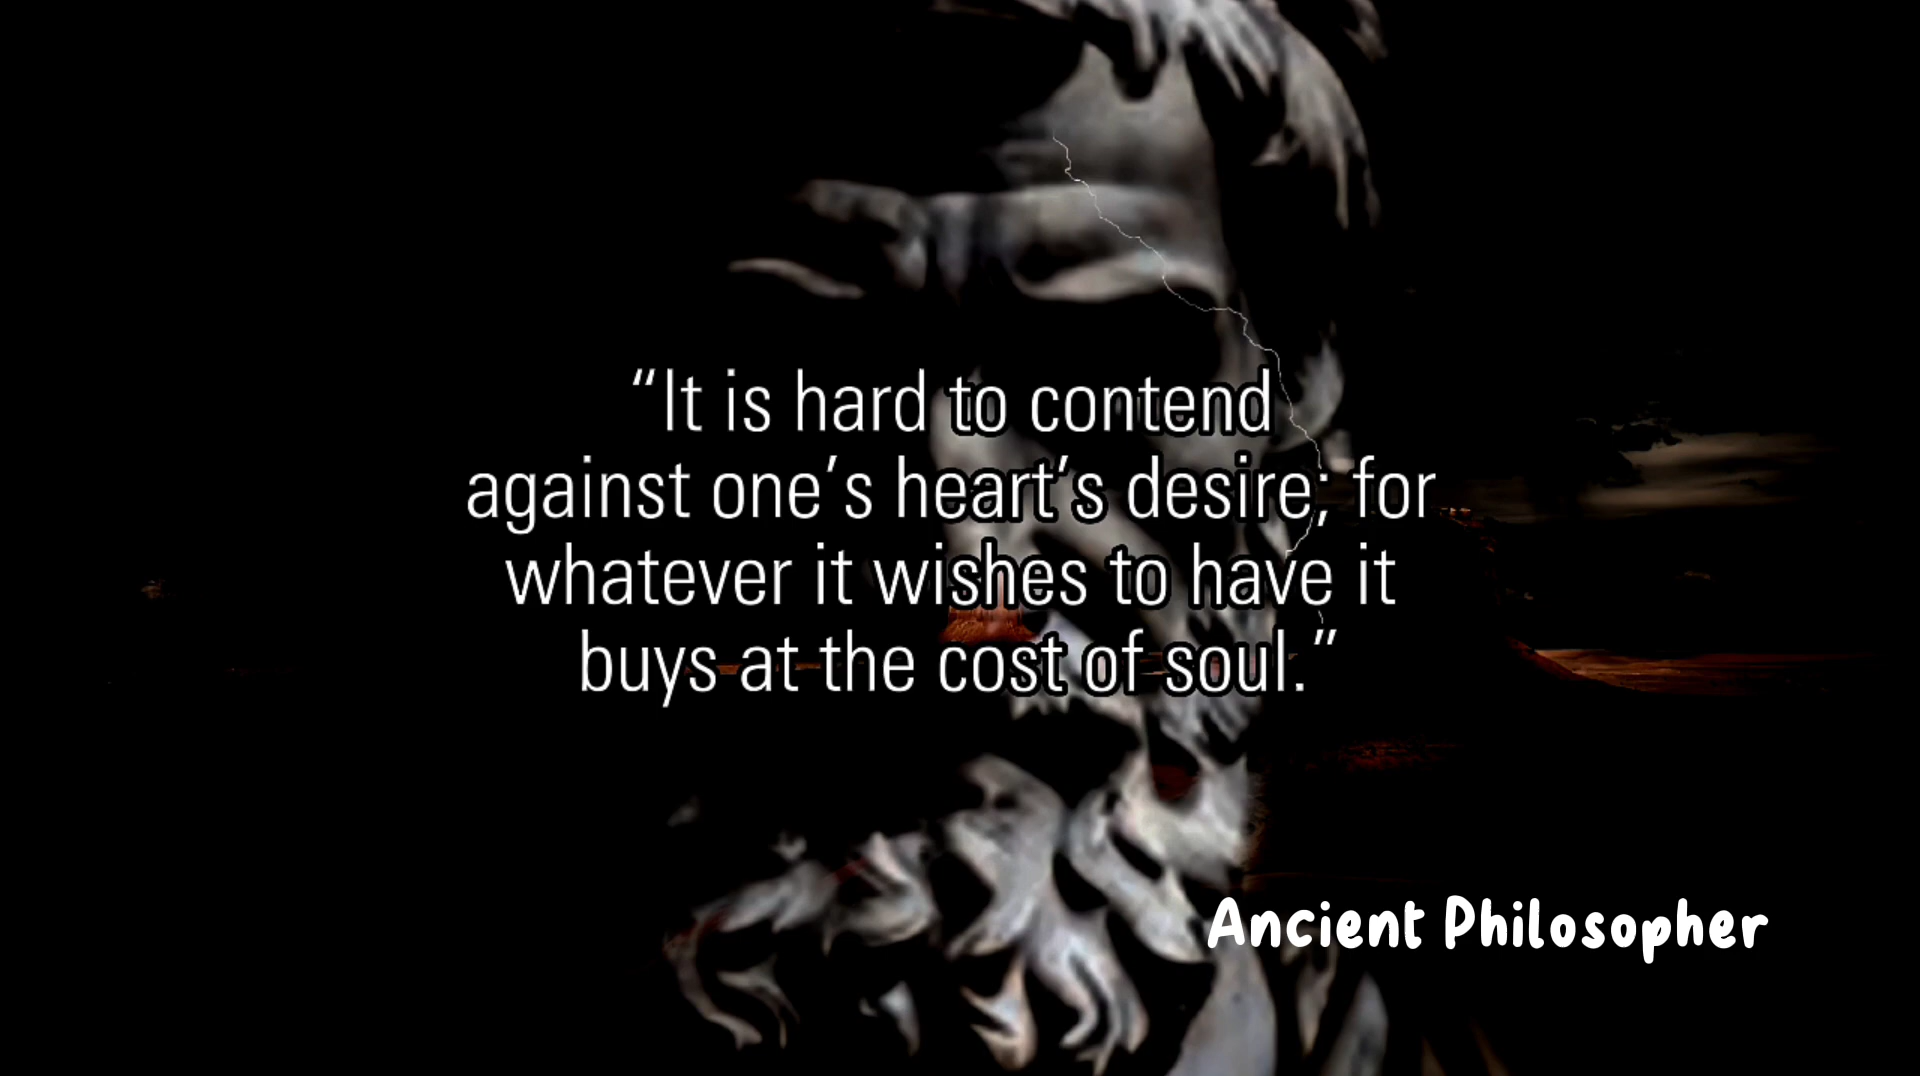 “It is hard to contend
against one’s heart’s desire; for
whatever it wishes to have it
buys at the cost of soul.”
Ancient Philosopher